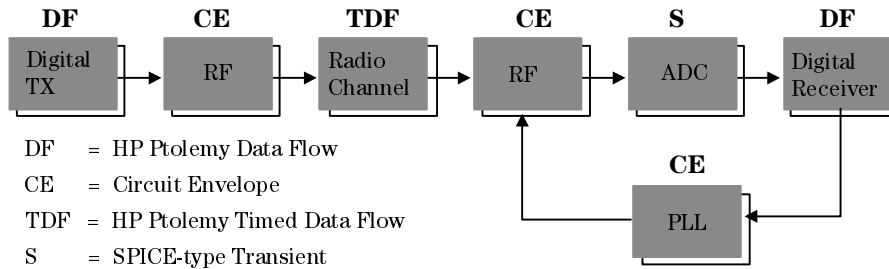 DF CE TDF CE S DF
Digital
TX
RF
Radio
Channel
RF
ADC
Digital
Receiver
DF = HP Ptolemy Data Flow
CE = Circuit Envelope
TDF = HP Ptolemy Timed Data Flow
S = SPICE-type Transient
CE
PLL